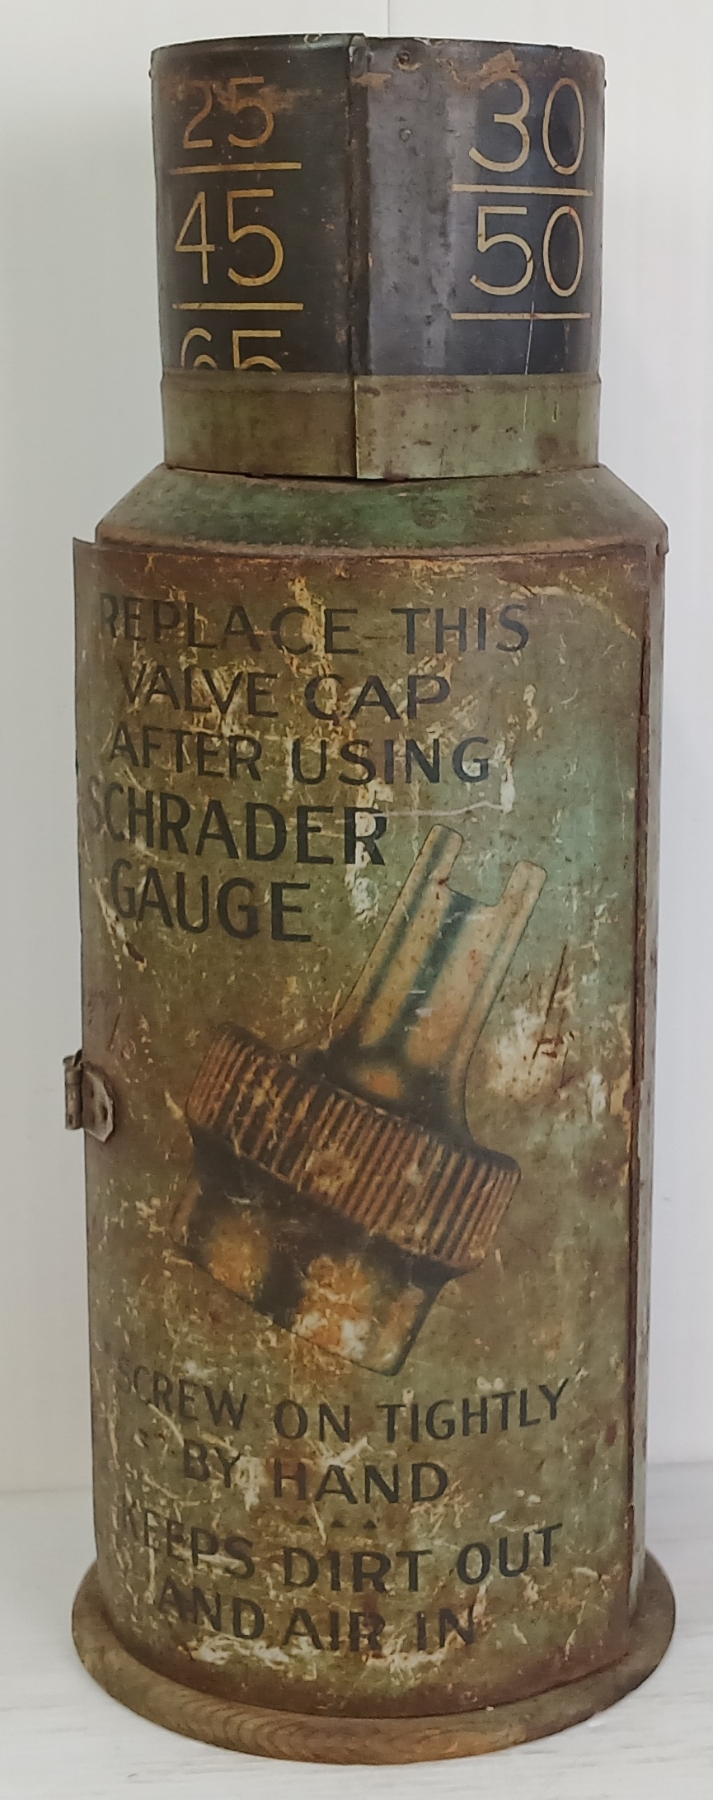 25 30
45 50
65
REPLACE THIS
VALVE CAP
AFTER USING
SCHRADER
GAUGE
SCREW ON TIGHTLY
BY HAND
KEEPS DIRT OUT
AND AIR IN